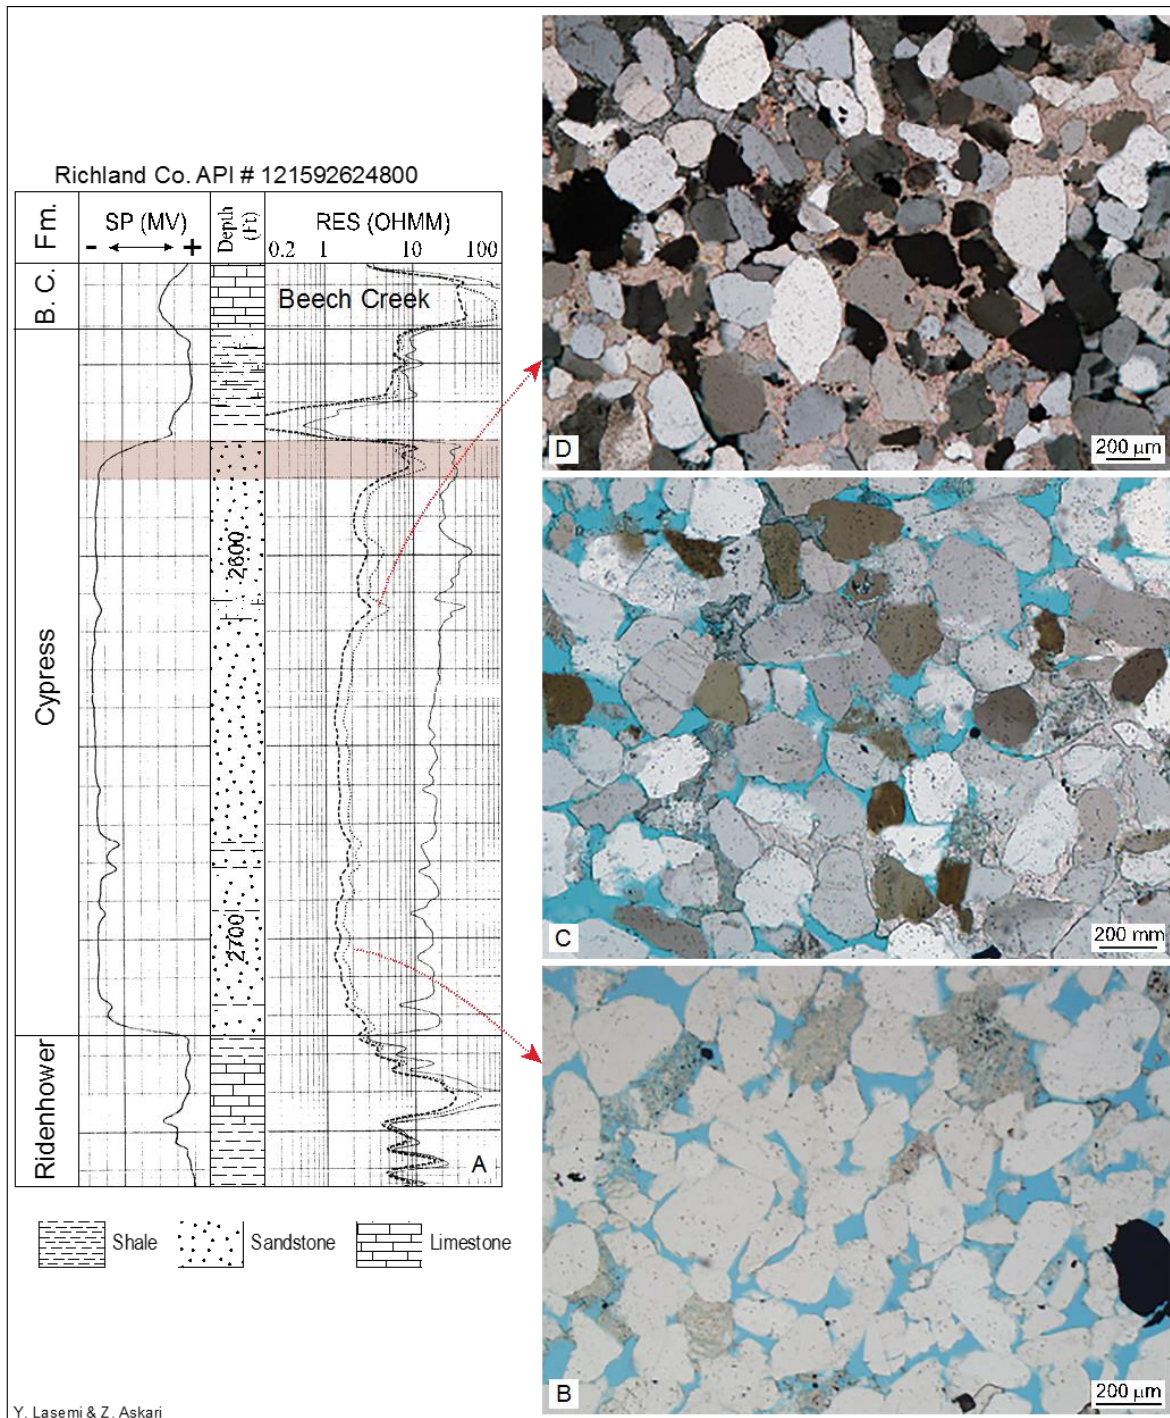 Richland Co. API # 121592624800
Fm.
SP (MV)
- +
Depth
(Ft)
RES (OHMM)
0.2 1 10 100
B. C.
Beech Creek
Cypress
2600
2700
Ridenhower
A
Shale
Sandstone
Limestone
Y. Lasemi & Z. Askari
D
200 µm
C
200 mm
B
200 µm